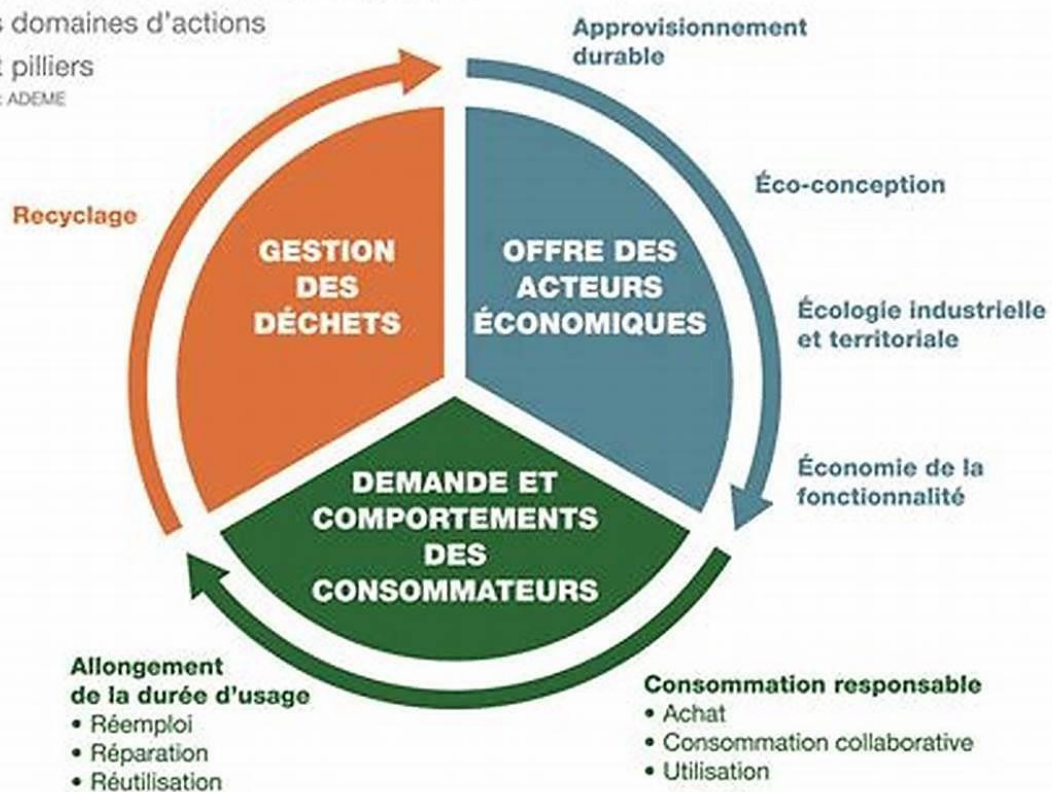 domaines d'actions
pilliers
: ADEME
Approvisionnement
durable
Éco-conception
Écologie industrielle
et territoriale
Économie de la
fonctionnalité
Recyclage
GESTION
DES
DÉCHETS
OFFRE DES
ACTEURS
ÉCONOMIQUES
DEMANDE ET
COMPORTEMENTS
DES
CONSOMMATEURS
Allongement
de la durée d'usage
• Réemploi
• Réparation
• Réutilisation
Consommation responsable
• Achat
• Consommation collaborative
• Utilisation